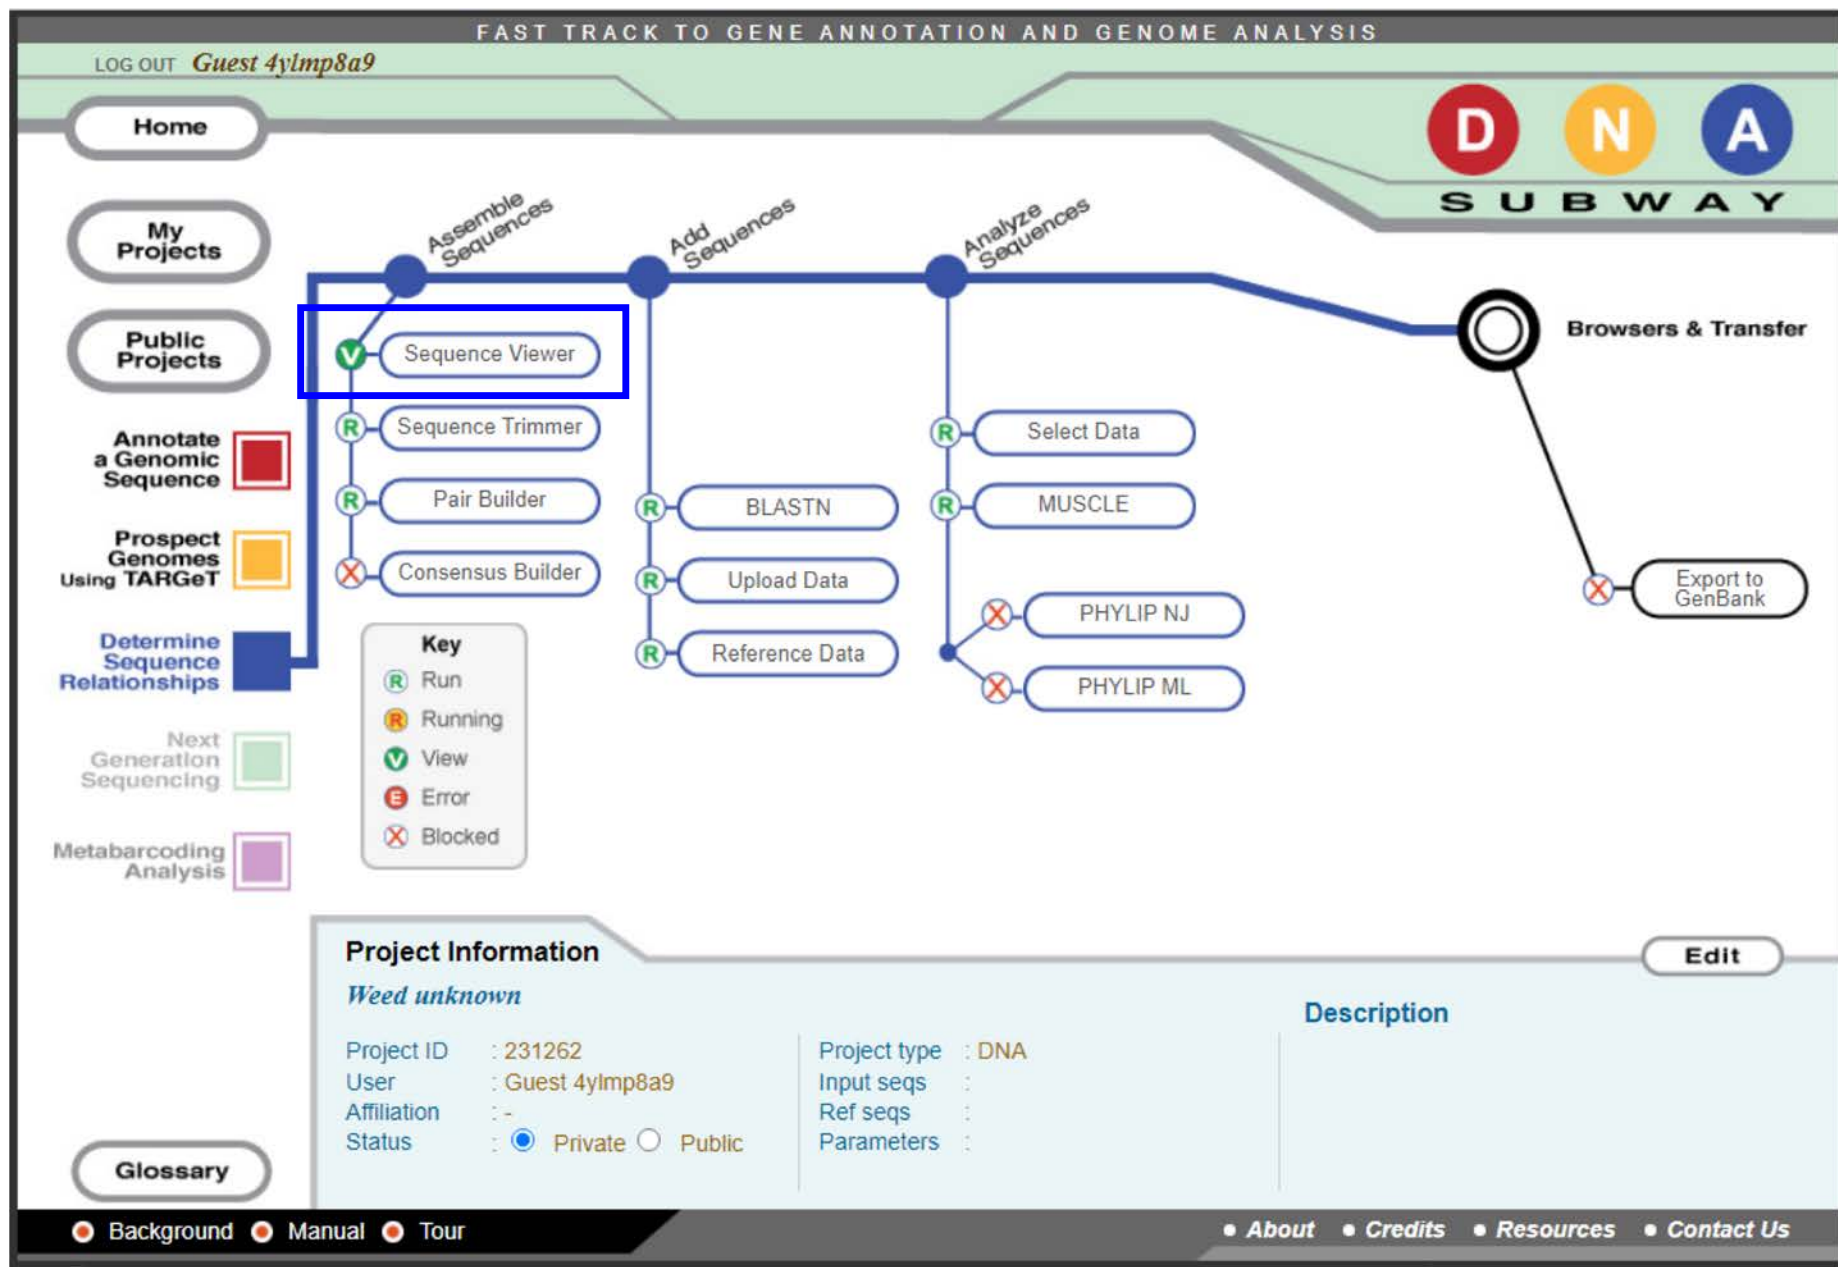 FAST TRACK TO GENE ANNOTATION AND GENOME ANALYSIS
LOG OUT Guest 4ylmp8a9
Home
D N A
SUBWAY
My
Projects
Public
Projects
Annotate
a Genomic
Sequence
Prospect
Genomes
Using TARGeT
Determine
Sequence
Relationships
Next
Generation
Sequencing
Metabarcoding
Analysis
Assemble
Sequences
V Sequence Viewer
R Sequence Trimmer
R Pair Builder
X Consensus Builder
Key
R Run
R Running
V View
E Error
X Blocked
Add
Sequences
R BLASTN
R Upload Data
R Reference Data
Analyze
Sequences
R Select Data
R MUSCLE
X PHYLIP NJ
X PHYLIP ML
Browsers & Transfer
X Export to
GenBank
Project Information
Edit
Weed unknown
Project ID : 231262
User : Guest 4ylmp8a9
Affiliation : -
Status : Private Public
Project type : DNA
Input seqs :
Ref seqs :
Parameters :
Description
Glossary
Background Manual Tour
• About • Credits • Resources • Contact Us